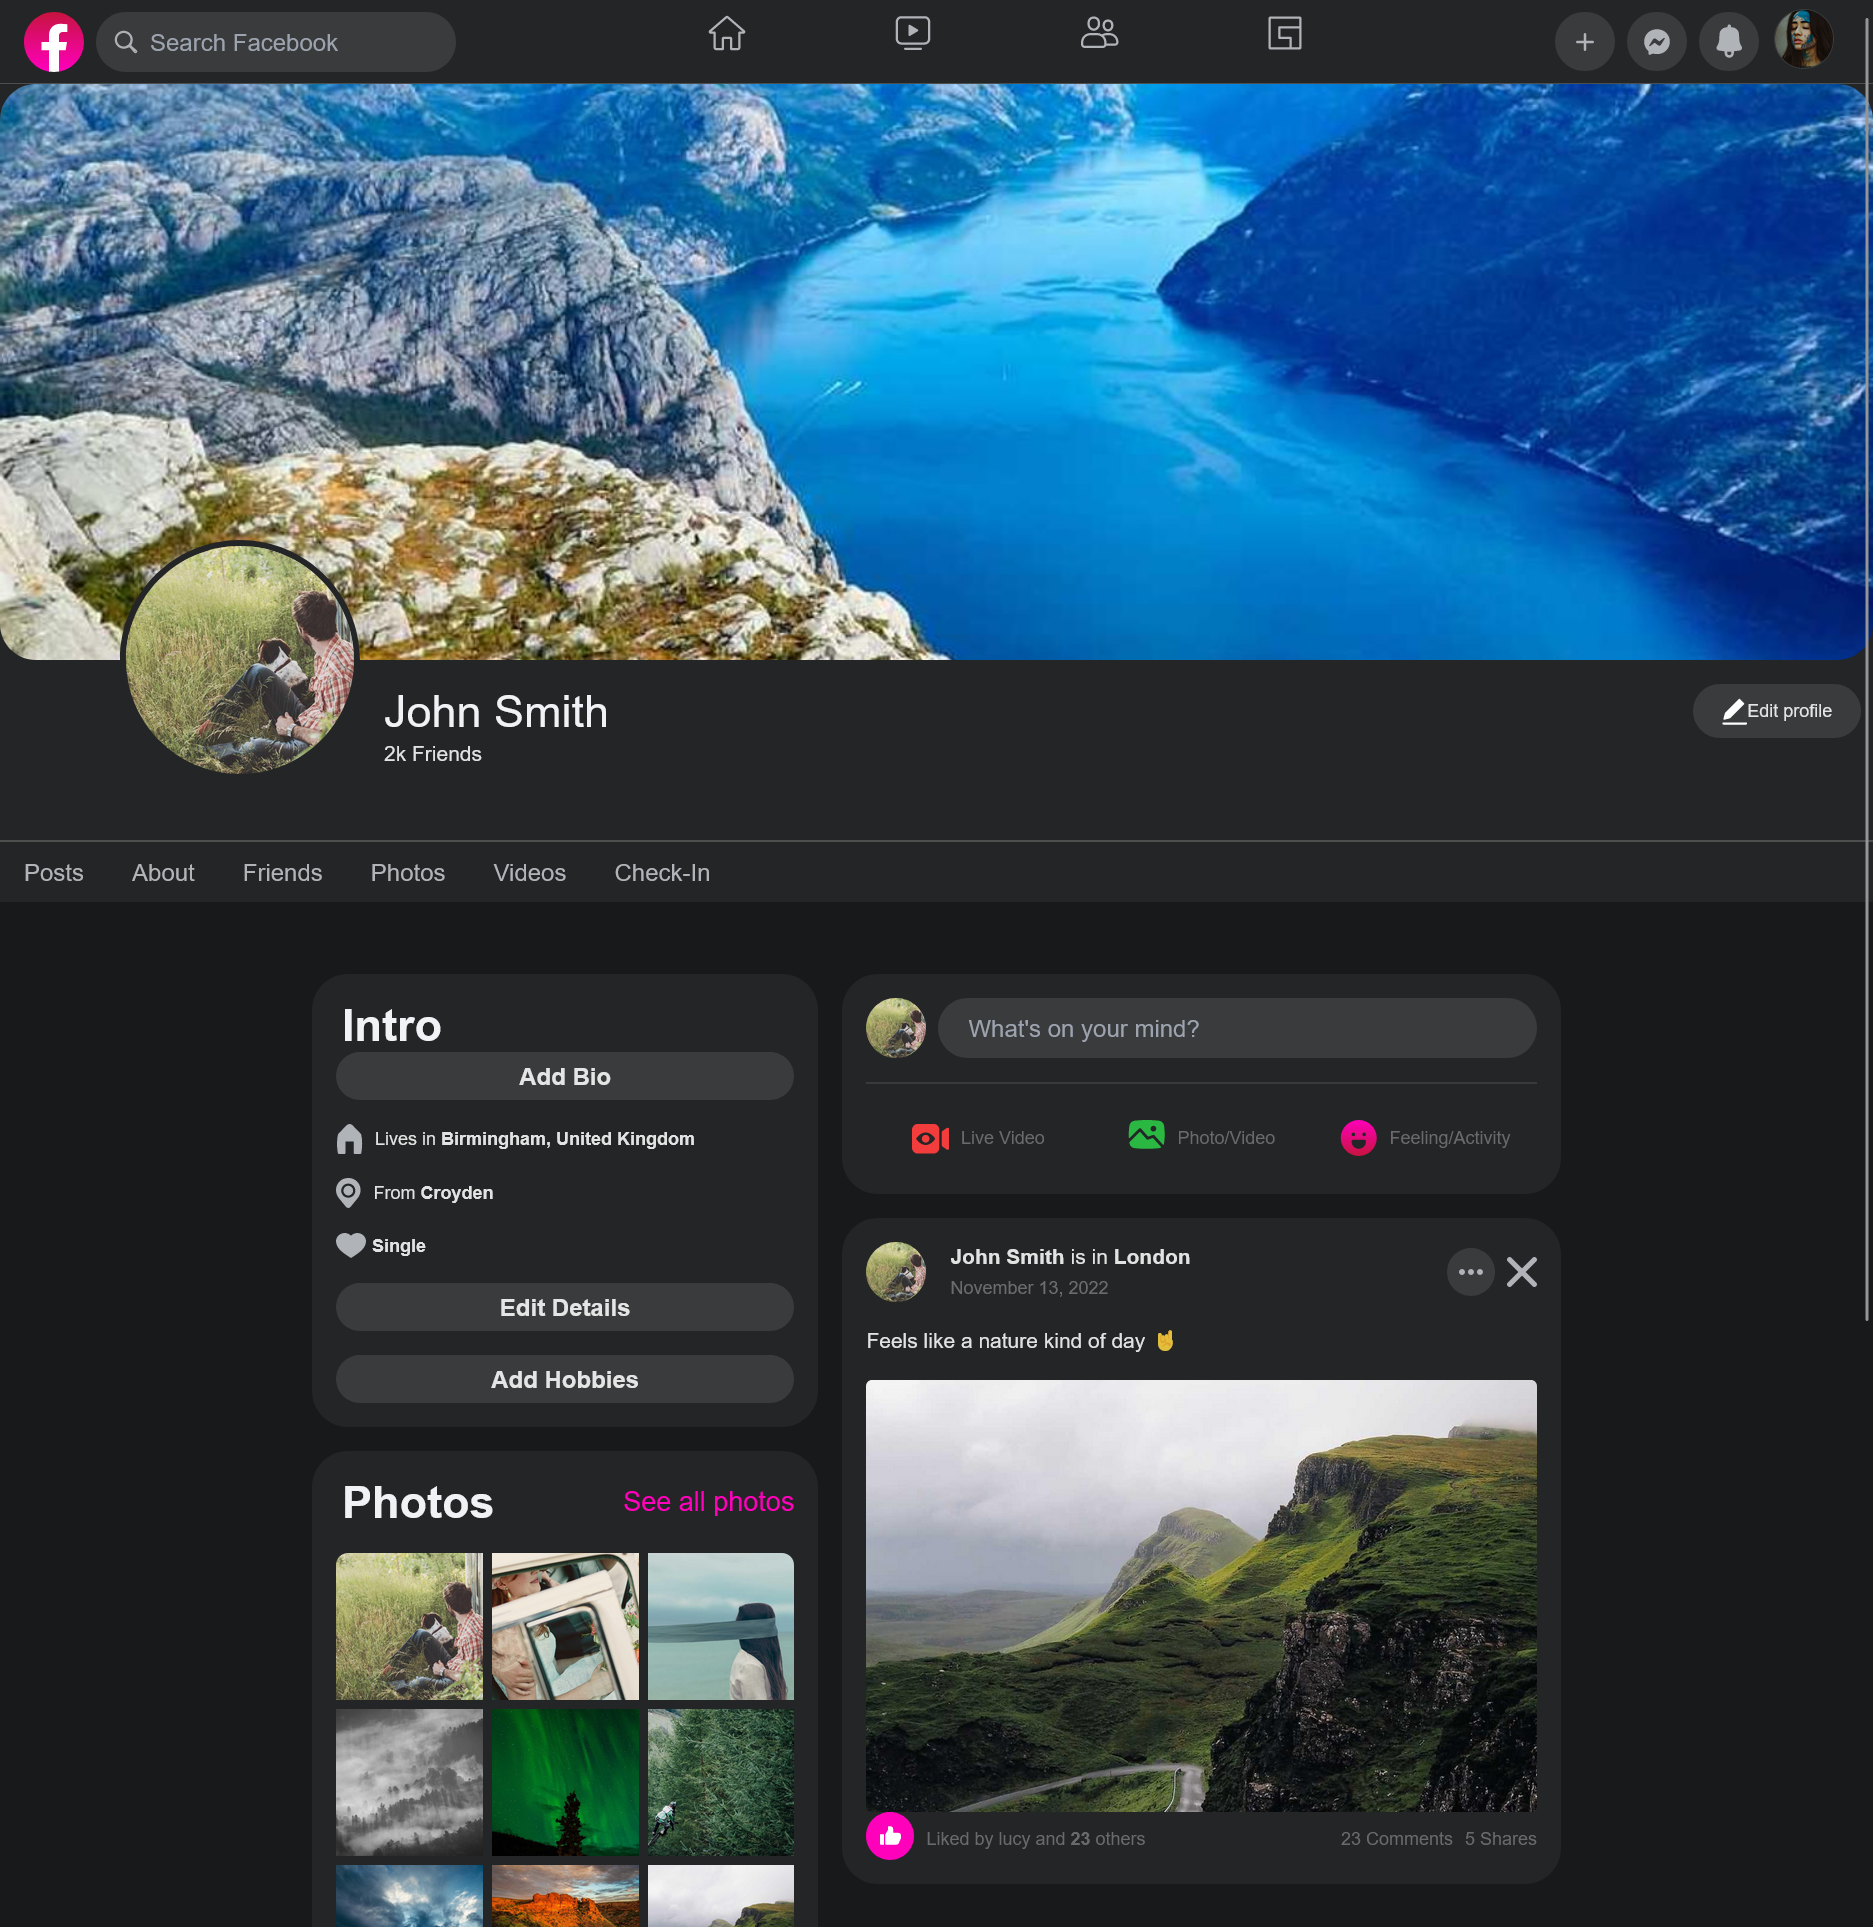 Search Facebook
John Smith
2k Friends
Edit profile
Posts About Friends Photos Videos Check-In
Intro
Add Bio
Lives in Birmingham, United Kingdom
From Croyden
Single
Edit Details
Add Hobbies
Photos See all photos
What's on your mind?
Live Video Photo/Video Feeling/Activity
John Smith is in London
November 13, 2022
Feels like a nature kind of day 🤘
Liked by lucy and 23 others 23 Comments 5 Shares